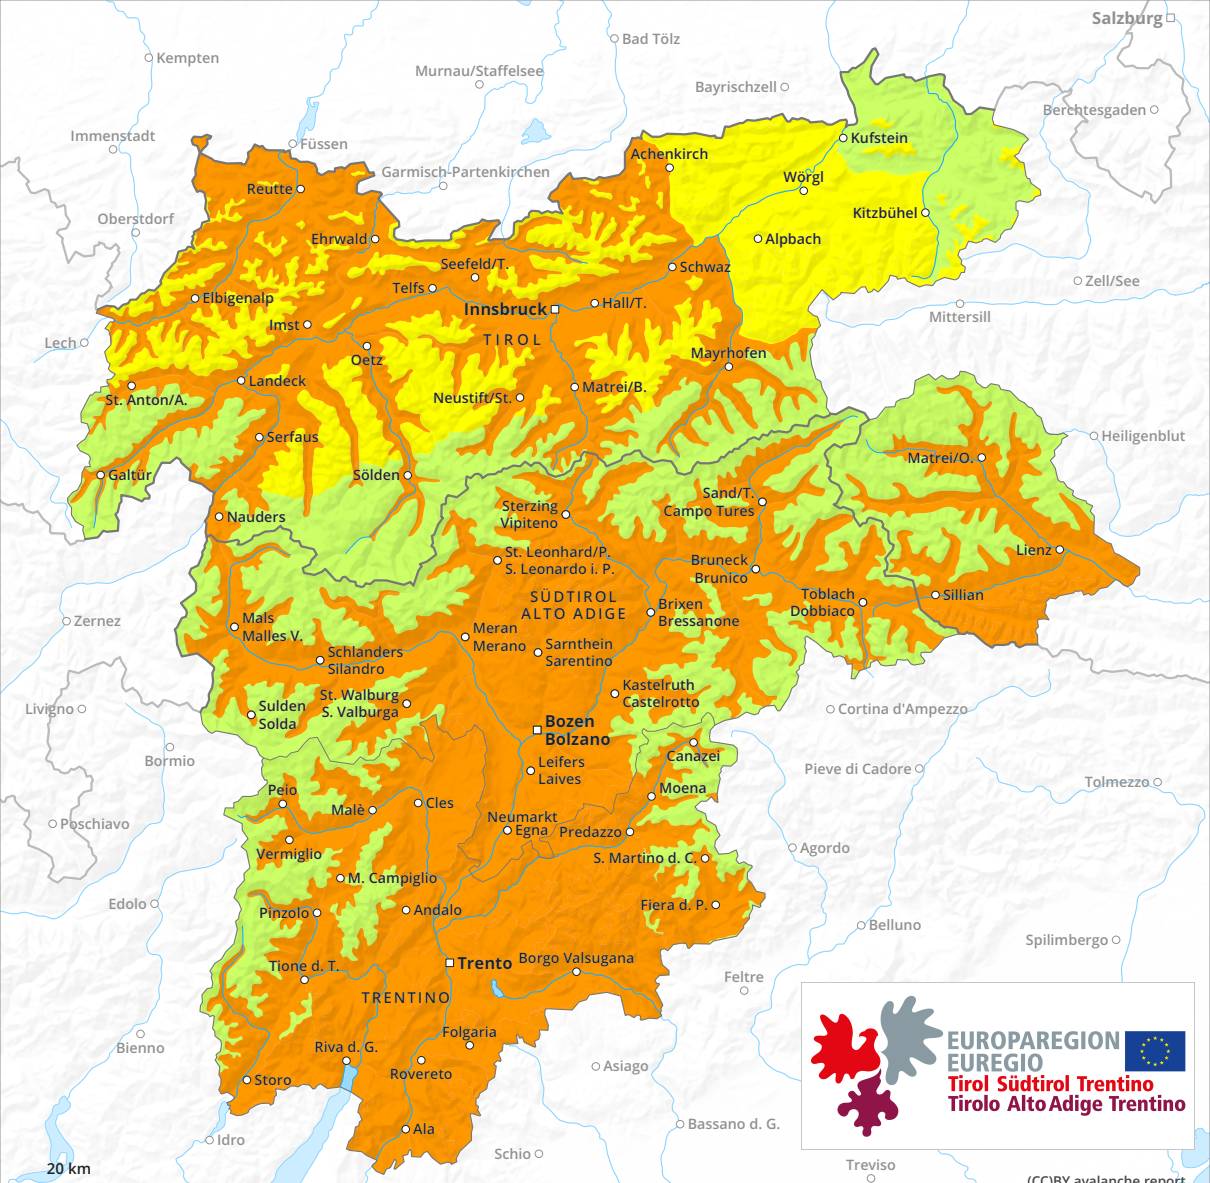 Salzburg
Bad Tölz
Kempten
Murnau/Staffelsee
Bayrischzell
Berchtesgaden
Immenstadt
Füssen
Kufstein
Achenkirch
Garmisch-Partenkirchen
Wörgl
Reutte
Oberstdorf
Kitzbühel
Ehrwald
Alpbach
Seefeld/T.
Schwaz
Telfs
Zell/See
Elbigenalp
Hall/T.
Innsbruck
Mittersill
Imst
TIROL
Lech
Oetz
Mayrhofen
Landeck
Matrei/B.
St. Anton/A.
Neustift/St.
Serfaus
Heiligenblut
Matrei/O.
Galtür
Sölden
Sand/T.
Campo Tures
Sterzing
Vipiteno
Nauders
St. Leonhard/P.
S. Leonardo i. P.
Lienz
Bruneck
Brunico
SÜDTIROL
ALTO ADIGE
Toblach
Dobbiaco
Sillian
Brixen
Bressanone
Zernez
Mals
Malles V.
Meran
Merano
Sarnthein
Sarentino
Schlanders
Silandro
Kastelruth
Castelrotto
St. Walburg
S. Valburga
Livigno
Sulden
Solda
Cortina d'Ampezzo
Bozen
Bolzano
Bormio
Canazei
Leifers
Laives
Pieve di Cadore
Tolmezzo
Peio
Moena
Malè
Cles
Neumarkt
Egna
Predazzo
Poschiavo
Vermiglio
Agordo
S. Martino d. C.
M. Campiglio
Edolo
Pinzolo
Andalo
Fiera d. P.
Belluno
Spilimbergo
Tione d. T.
Trento
Borgo Valsugana
Feltre
TRENTINO
Folgaria
Bienno
Riva d. G.
Rovereto
Asiago
Storo
EUROPAREGION
EUREGIO
Tirol Südtirol Trentino
Tirolo Alto Adige Trentino
Ala
Bassano d. G.
Idro
Schio
Treviso
20 km
(CC)BY avalanche.report